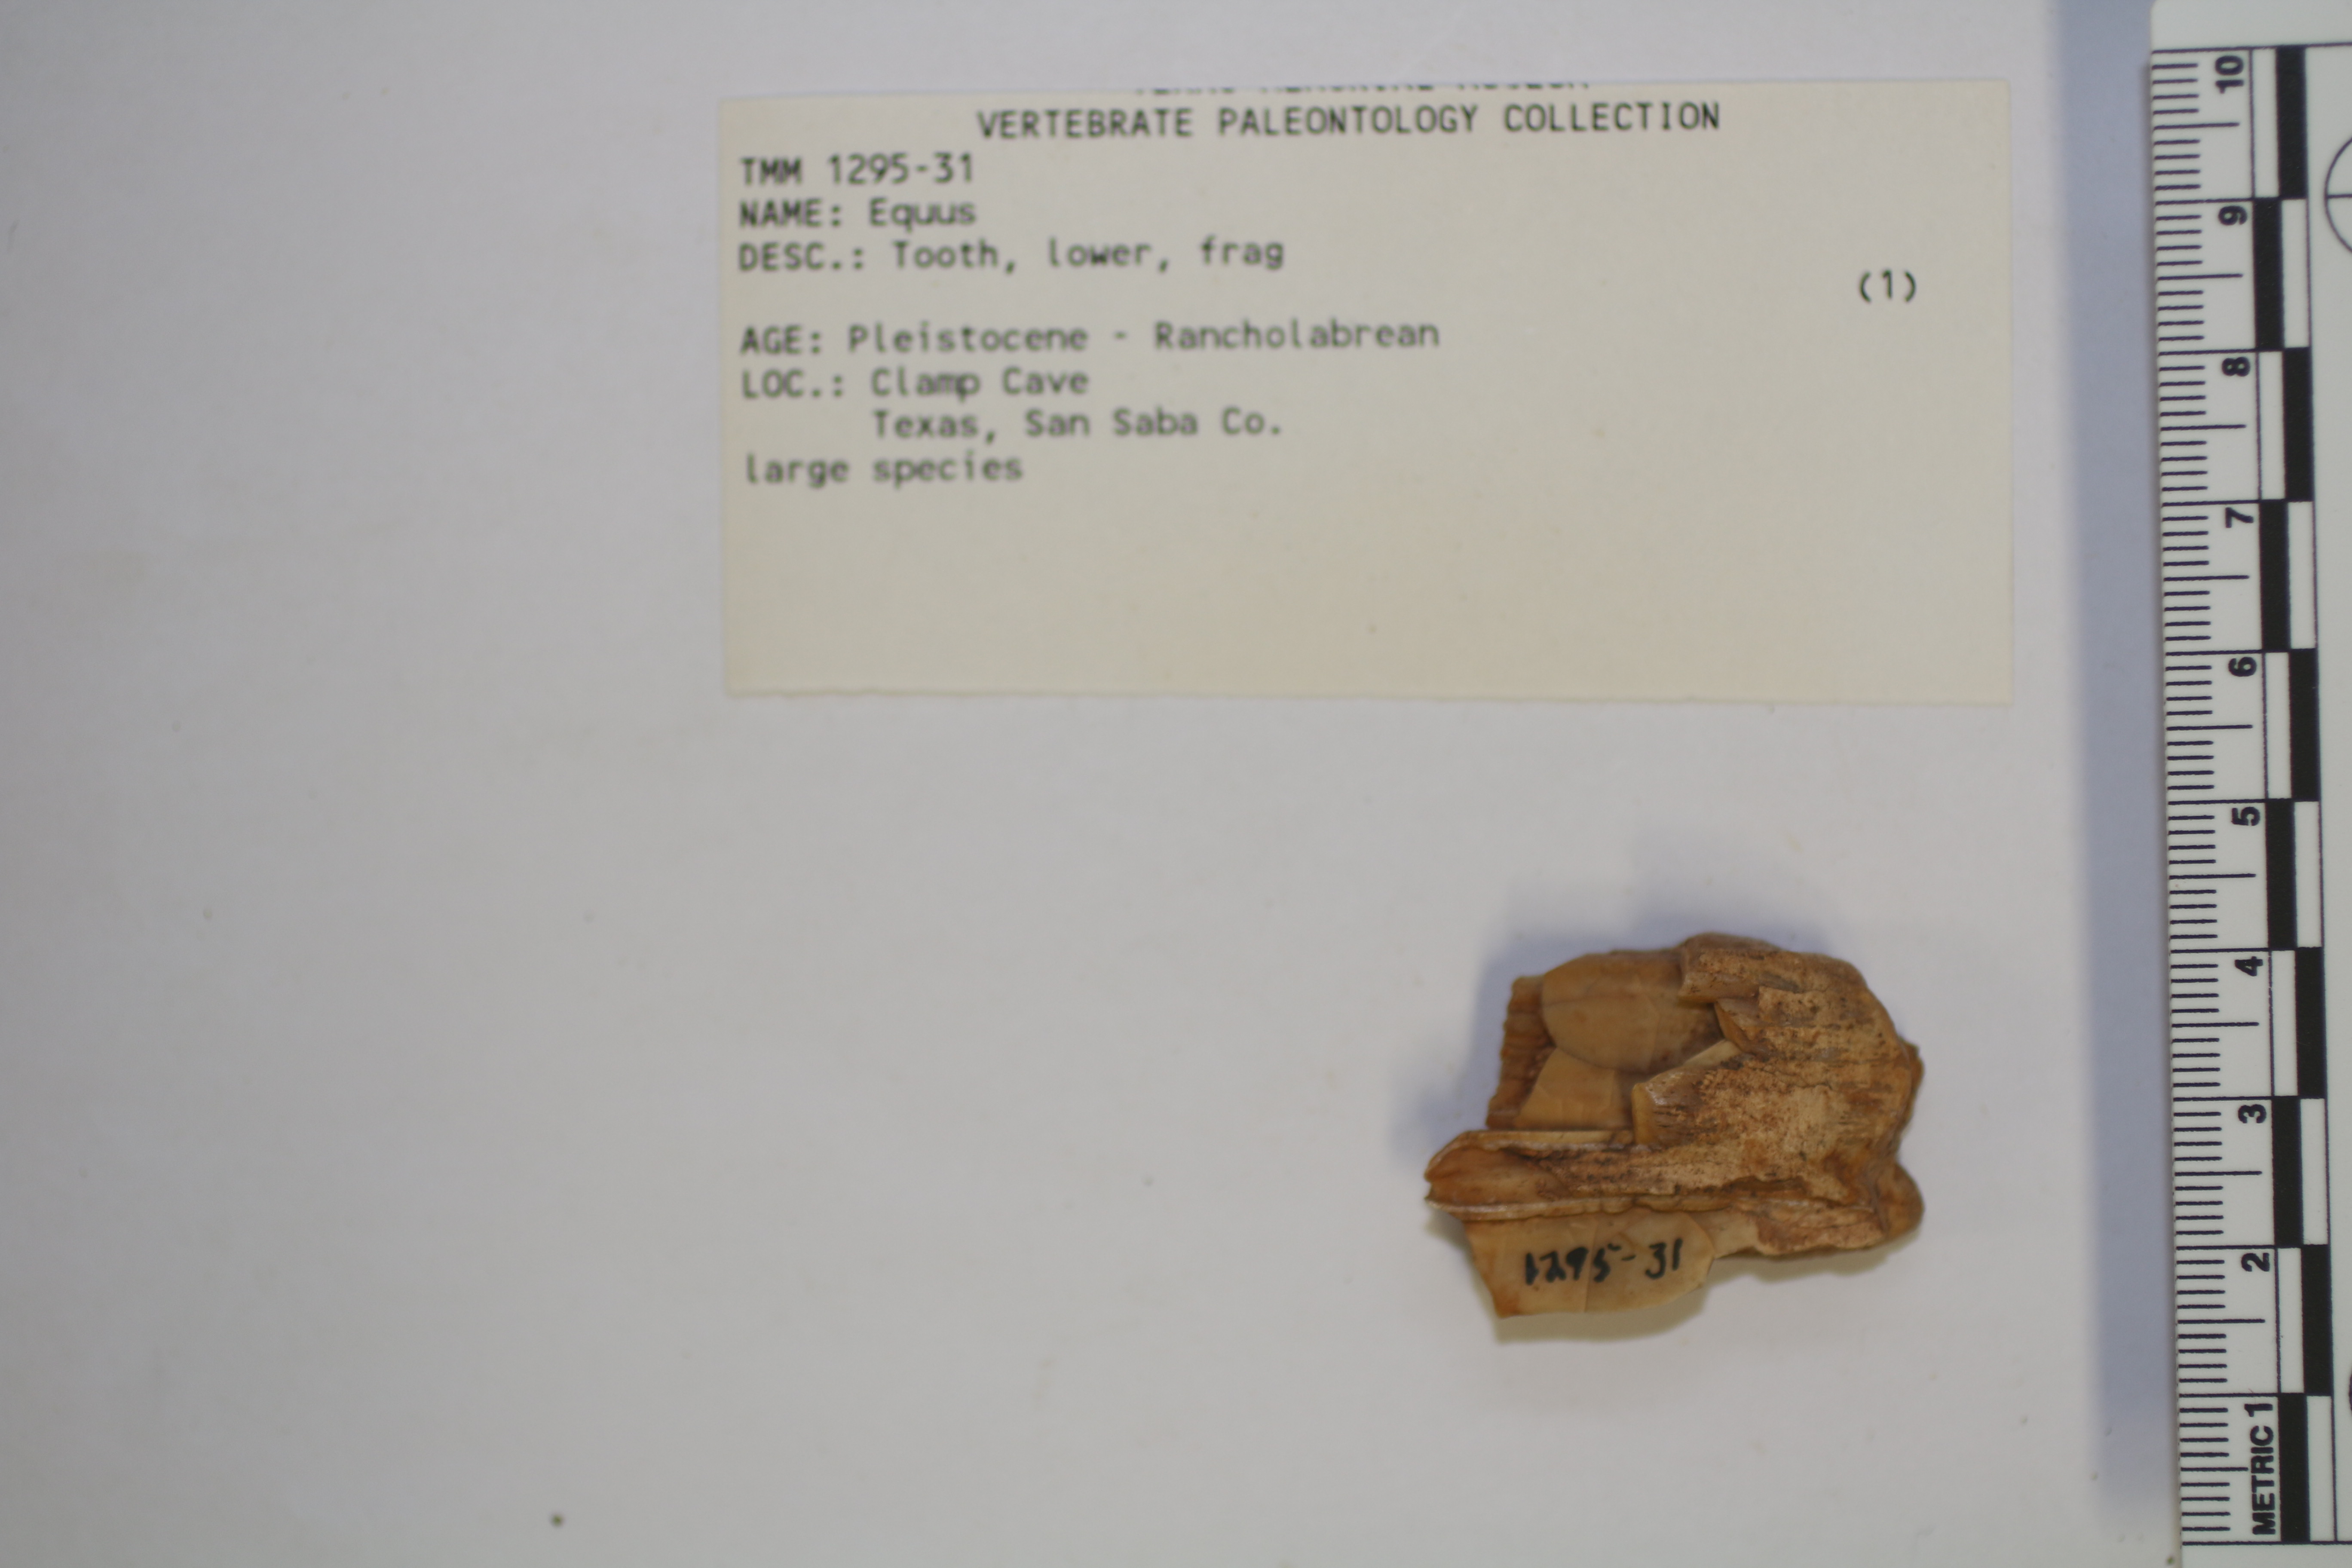 VERTEBRATE PALEONTOLOGY COLLECTION
TMM 1295-31
NAME: Equus
DESC.: Tooth, lower, frag
(1)
AGE: Pleistocene - Rancholabrean
LOC.: Clamp Cave
Texas, San Saba Co.
large species
1295-31
METRIC 1 2 3 4 5 6 7 8 9 10